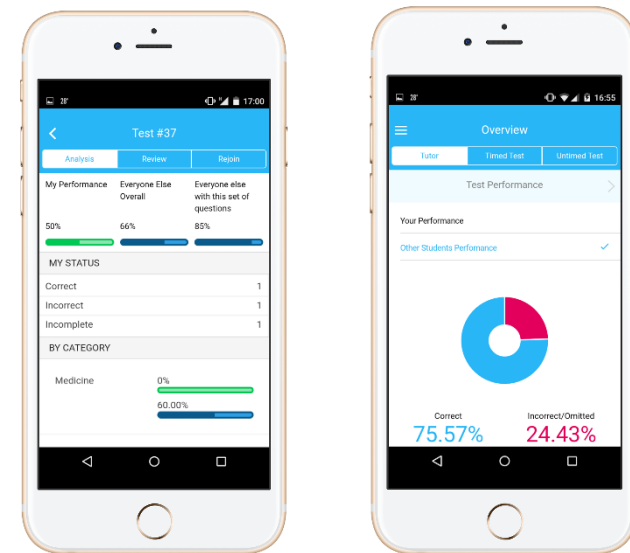 28°
17:00
Test #37
Analysis
Review
Rejoin
My Performance
Everyone Else
Overall
Everyone else
with this set of
questions
50%
66%
85%
MY STATUS
Correct 1
Incorrect 1
Incomplete 1
BY CATEGORY
Medicine
0%
60.00%
28°
16:55
Overview
Tutor
Timed Test
Untimed Test
Test Performance
Your Performance
Other Students Perfomance
Correct
Incorrect/Omitted
75.57%
24.43%